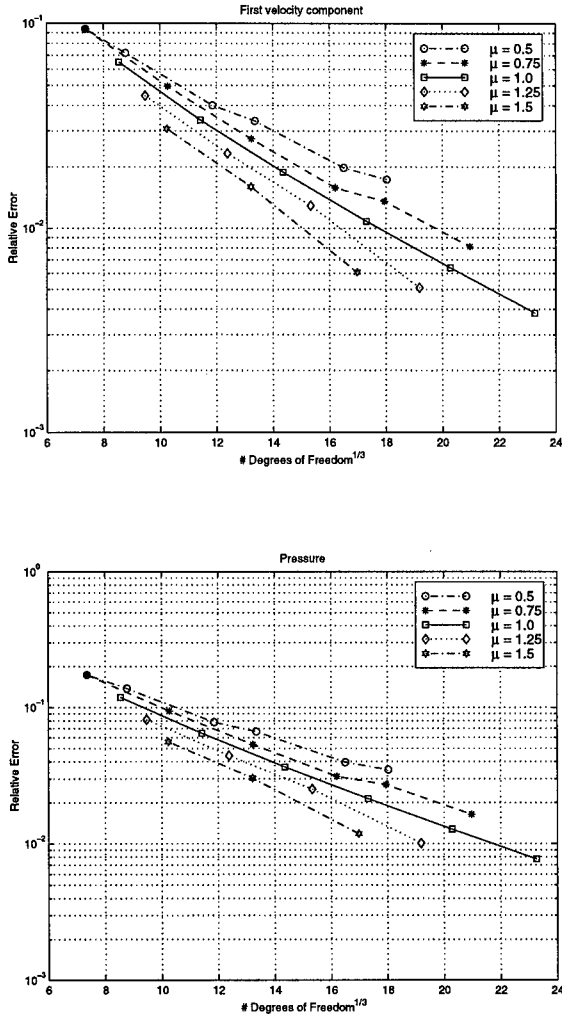 First velocity component
10^-1
10^-2
10^-3
Relative Error
μ = 0.5
μ = 0.75
μ = 1.0
μ = 1.25
μ = 1.5
6 8 10 12 14 16 18 20 22 24
# Degrees of Freedom^1/3
Pressure
10^0
10^-1
10^-2
10^-3
Relative Error
μ = 0.5
μ = 0.75
μ = 1.0
μ = 1.25
μ = 1.5
6 8 10 12 14 16 18 20 22 24
# Degrees of Freedom^1/3